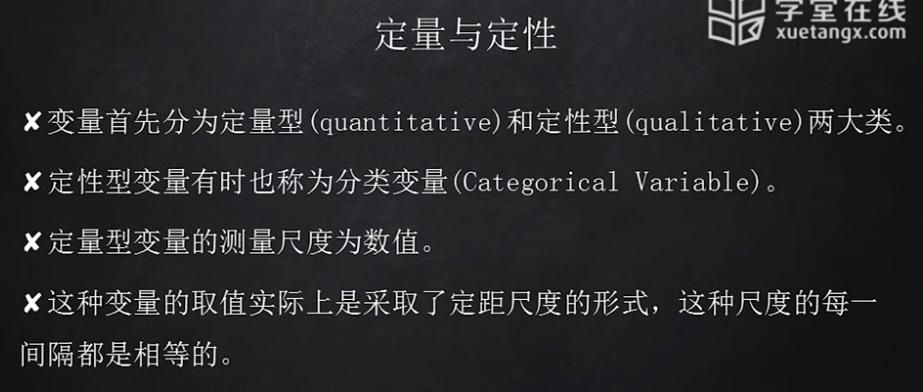 学堂在线
xuetangx.com
定量与定性
✘变量首先分为定量型(quantitative)和定性型(qualitative)两大类。
✘定性型变量有时也称为分类变量(Categorical Variable)。
✘定量型变量的测量尺度为数值。
✘这种变量的取值实际上是采取了定距尺度的形式，这种尺度的每一
间隔都是相等的。